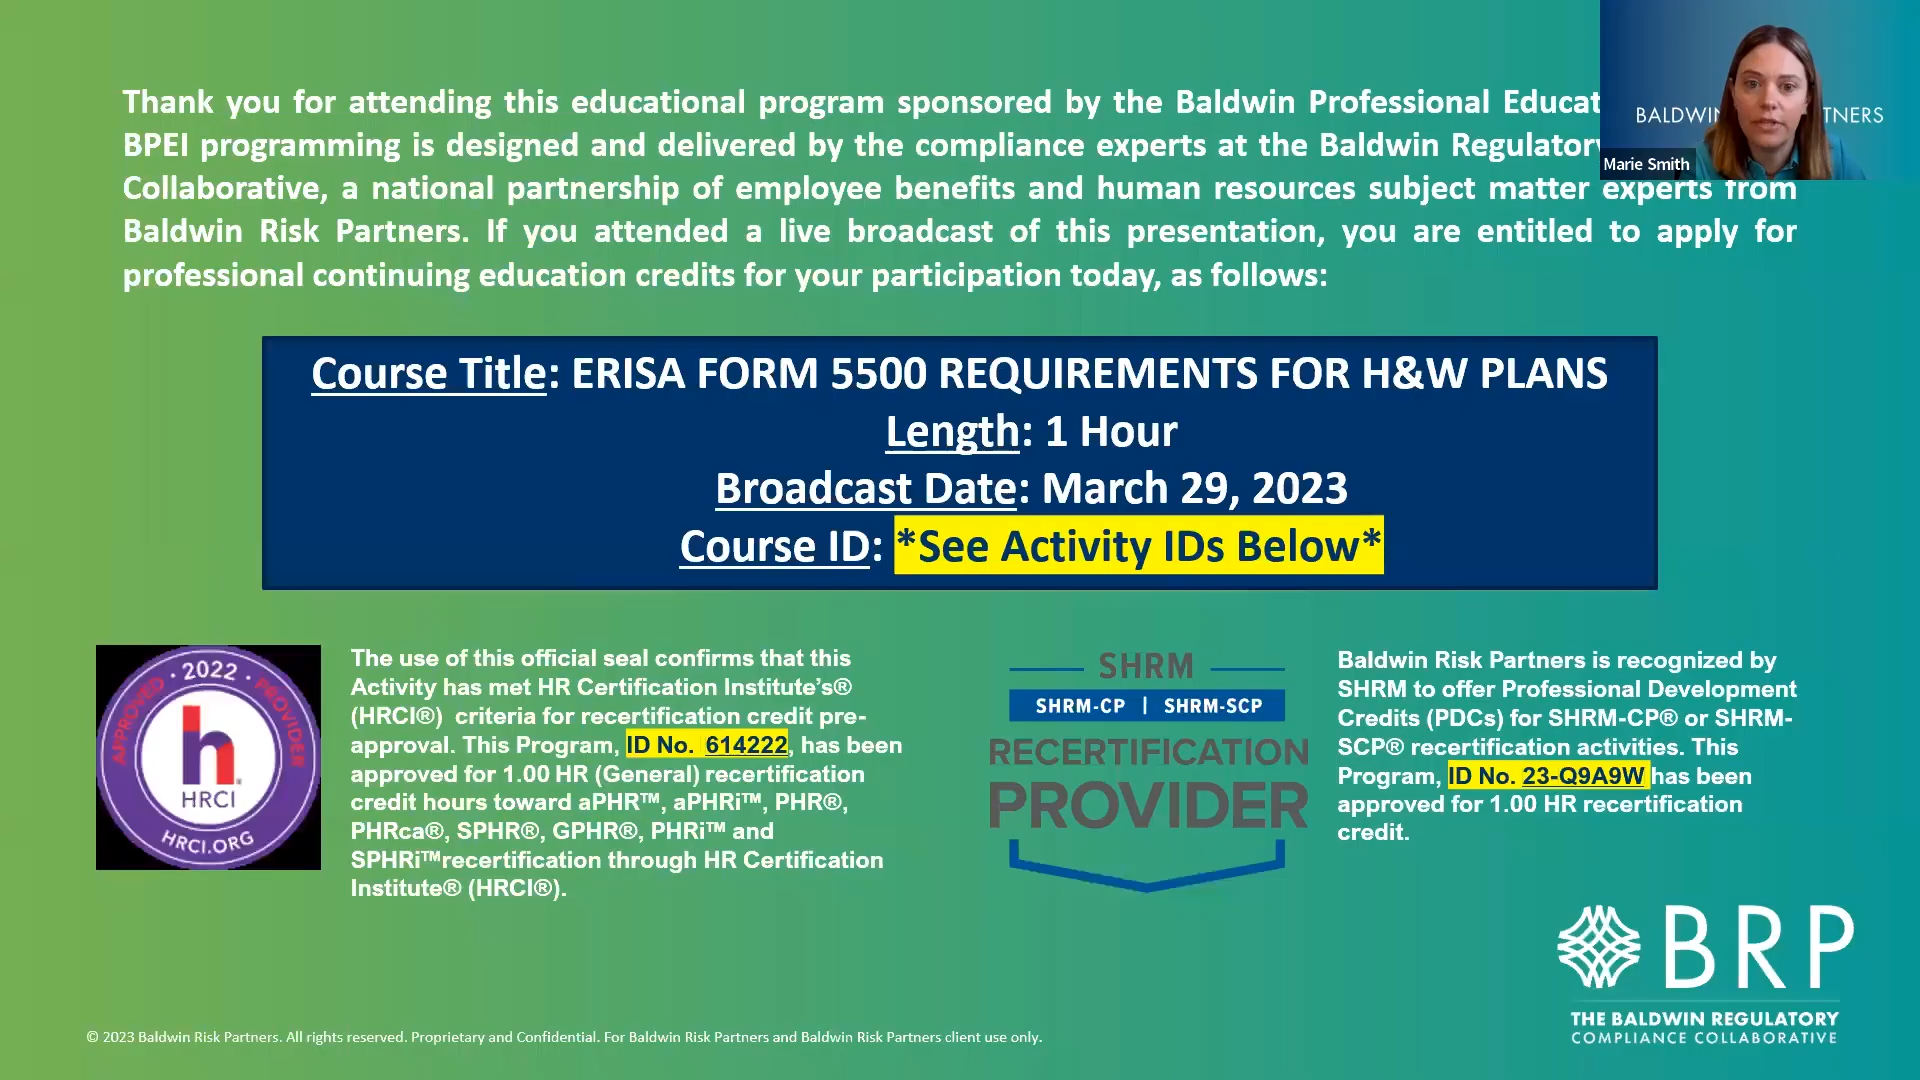 Thank you for attending this educational program sponsored by the Baldwin Professional
BPEI programming is designed and delivered by the compliance experts at the Baldwin Regulatory
Collaborative, a national partnership of employee benefits and human resources subject matter experts from
Baldwin Risk Partners. If you attended a live broadcast of this presentation, you are entitled to apply for
professional continuing education credits for your participation today, as follows:
BALDWIN
Marie Smith
Course Title: ERISA FORM 5500 REQUIREMENTS FOR H&W PLANS
Length: 1 Hour
Broadcast Date: March 29, 2023
Course ID: *See Activity IDs Below*
2022
APPROVED • PROVIDER
h
HRCI
HRCI.ORG
The use of this official seal confirms that this
Activity has met HR Certification Institute’s®
(HRCI®) criteria for recertification credit pre-
approval. This Program, ID No. 614222, has been
approved for 1.00 HR (General) recertification
credit hours toward aPHR™, aPHRi™, PHR®,
PHRca®, SPHR®, GPHR®, PHRi™ and
SPHRi™recertification through HR Certification
Institute® (HRCI®).
SHRM
SHRM-CP | SHRM-SCP
RECERTIFICATION
PROVIDER
Baldwin Risk Partners is recognized by
SHRM to offer Professional Development
Credits (PDCs) for SHRM-CP® or SHRM-
SCP® recertification activities. This
Program, ID No. 23-Q9A9W has been
approved for 1.00 HR recertification
credit.
BRP
THE BALDWIN REGULATORY
COMPLIANCE COLLABORATIVE
© 2023 Baldwin Risk Partners. All rights reserved. Proprietary and Confidential. For Baldwin Risk Partners and Baldwin Risk Partners client use only.